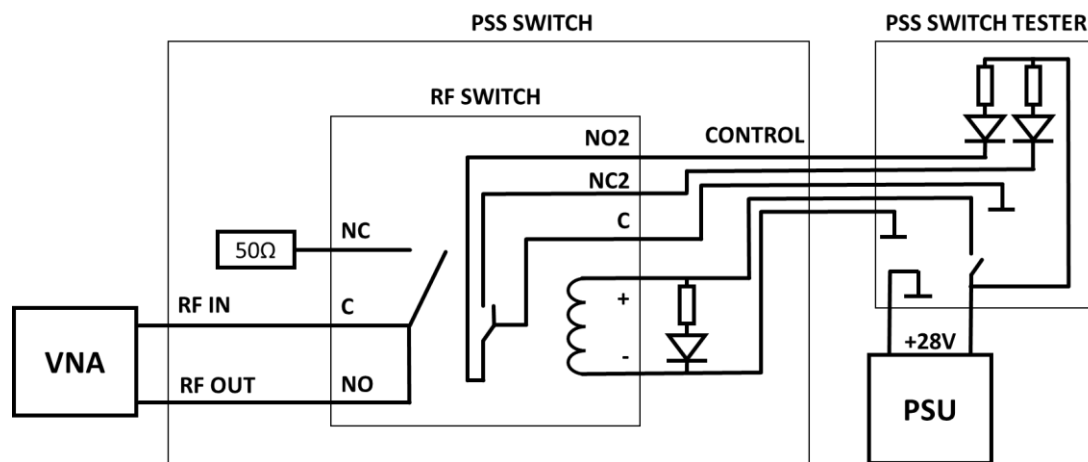 PSS SWITCH
PSS SWITCH TESTER
RF SWITCH
NO2
CONTROL
NC2
C
NC
50Ω
+
RF IN
C
-
+28V
VNA
RF OUT
NO
PSU